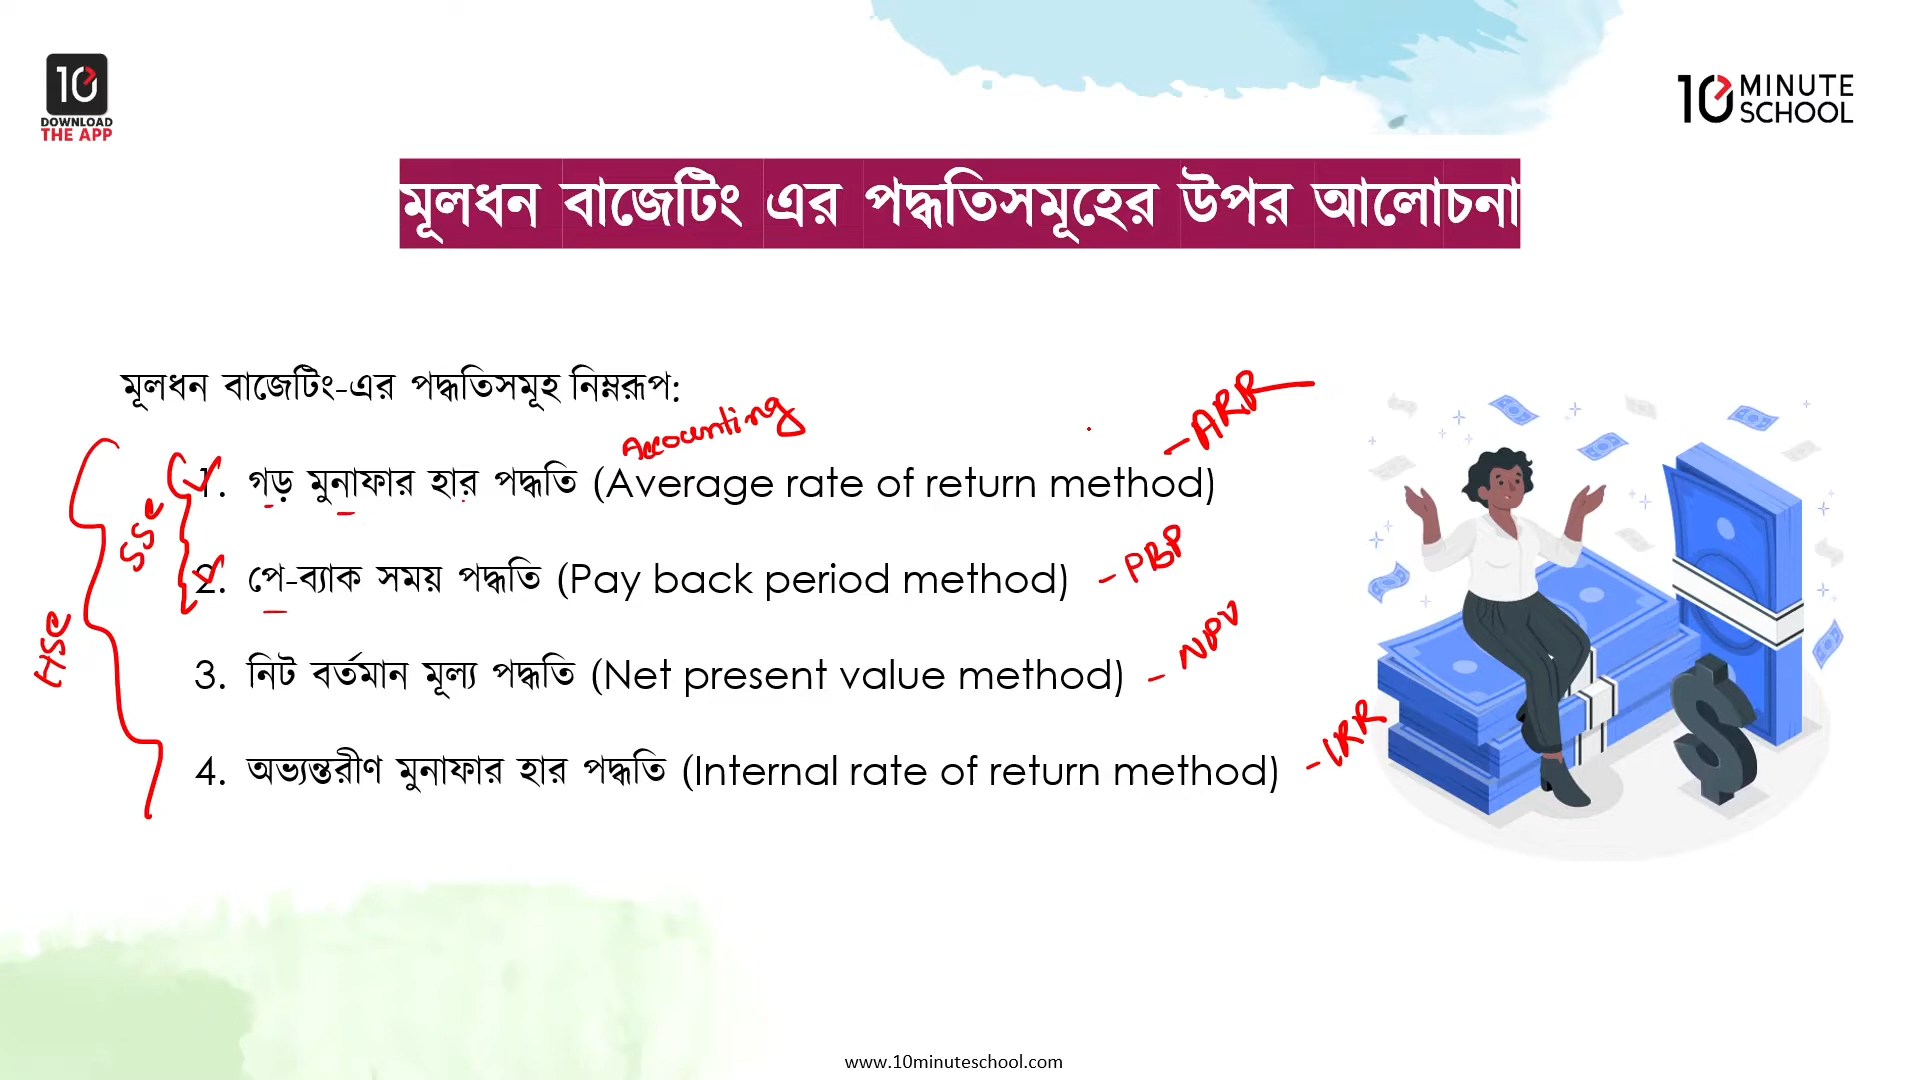 10
DOWNLOAD
THE APP
10 MINUTE
SCHOOL
মূলধন বাজেটিং এর পদ্ধতিসমূহের উপর আলোচনা
মূলধন বাজেটিং-এর পদ্ধতিসমূহ নিম্নরূপ:
Accounting
- ARR
1. গড় মুনাফার হার পদ্ধতি (Average rate of return method)
SSC
2. পে-ব্যাক সময় পদ্ধতি (Pay back period method) - PBP
HSC
3. নিট বর্তমান মূল্য পদ্ধতি (Net present value method) - NPV
4. অভ্যন্তরীণ মুনাফার হার পদ্ধতি (Internal rate of return method) - IRR
$
www.10minuteschool.com